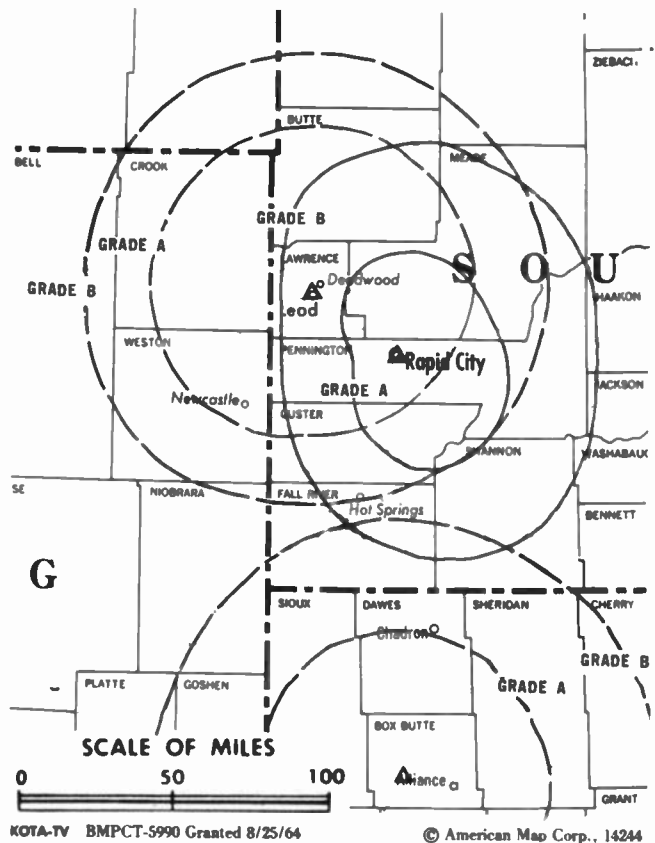 ZIEBACH
BUTTE
BELL
CROOK
MEADE
GRADE B
GRADE A
S O U
LAWRENCE
Deadwood
GRADE B
HAAKON
Lead
WESTON
PENNINGTON
Rapid City
GRADE A
JACKSON
Newcastle
CUSTER
SHANNON
WASHABAUG
SE
NIOBRARA
FALL RIVER
Hot Springs
BENNETT
G
SIOUX
DAWES
SHERIDAN
CHERRY
Chadron
GRADE B
PLATTE
GOSHEN
GRADE A
BOX BUTTE
SCALE OF MILES
Alliance
0 50 100
GRANT
KOTA-TV BMPCT-5990 Granted 8/25/64
© American Map Corp., 14244